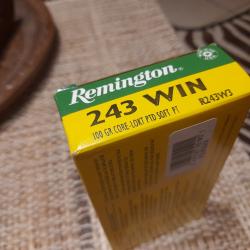 Remington®
243 WIN
100 GR CORE-LOKT PTD SOFT PT
R243W3